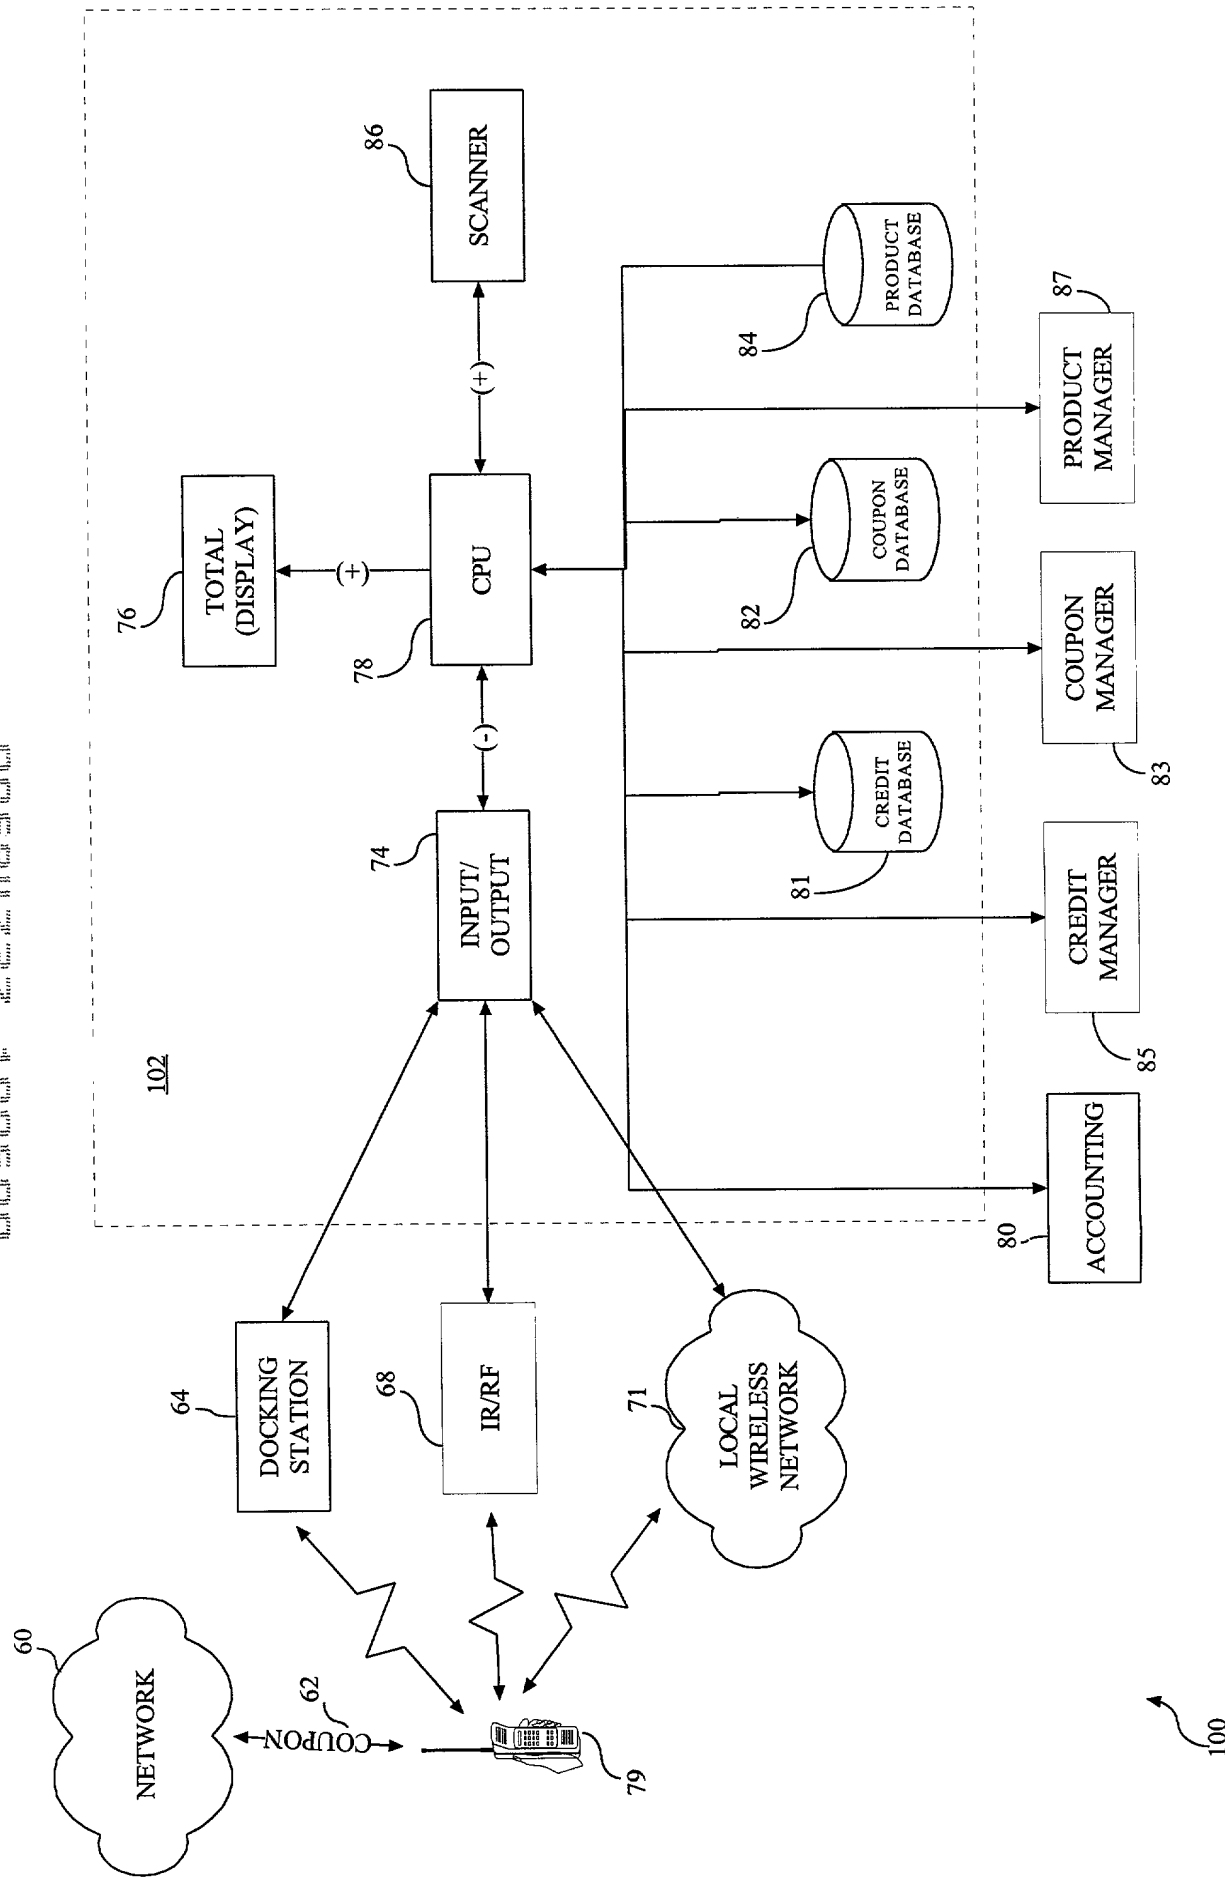 60
NETWORK
COUPON
62
79
64
DOCKING
STATION
68
IR/RF
71
LOCAL
WIRELESS
NETWORK
102
74
INPUT/
OUTPUT
(-)
76
TOTAL
(DISPLAY)
(+)
78
CPU
(+)
86
SCANNER
81
CREDIT
DATABASE
82
COUPON
DATABASE
84
PRODUCT
DATABASE
80
ACCOUNTING
85
CREDIT
MANAGER
83
COUPON
MANAGER
87
PRODUCT
MANAGER
100